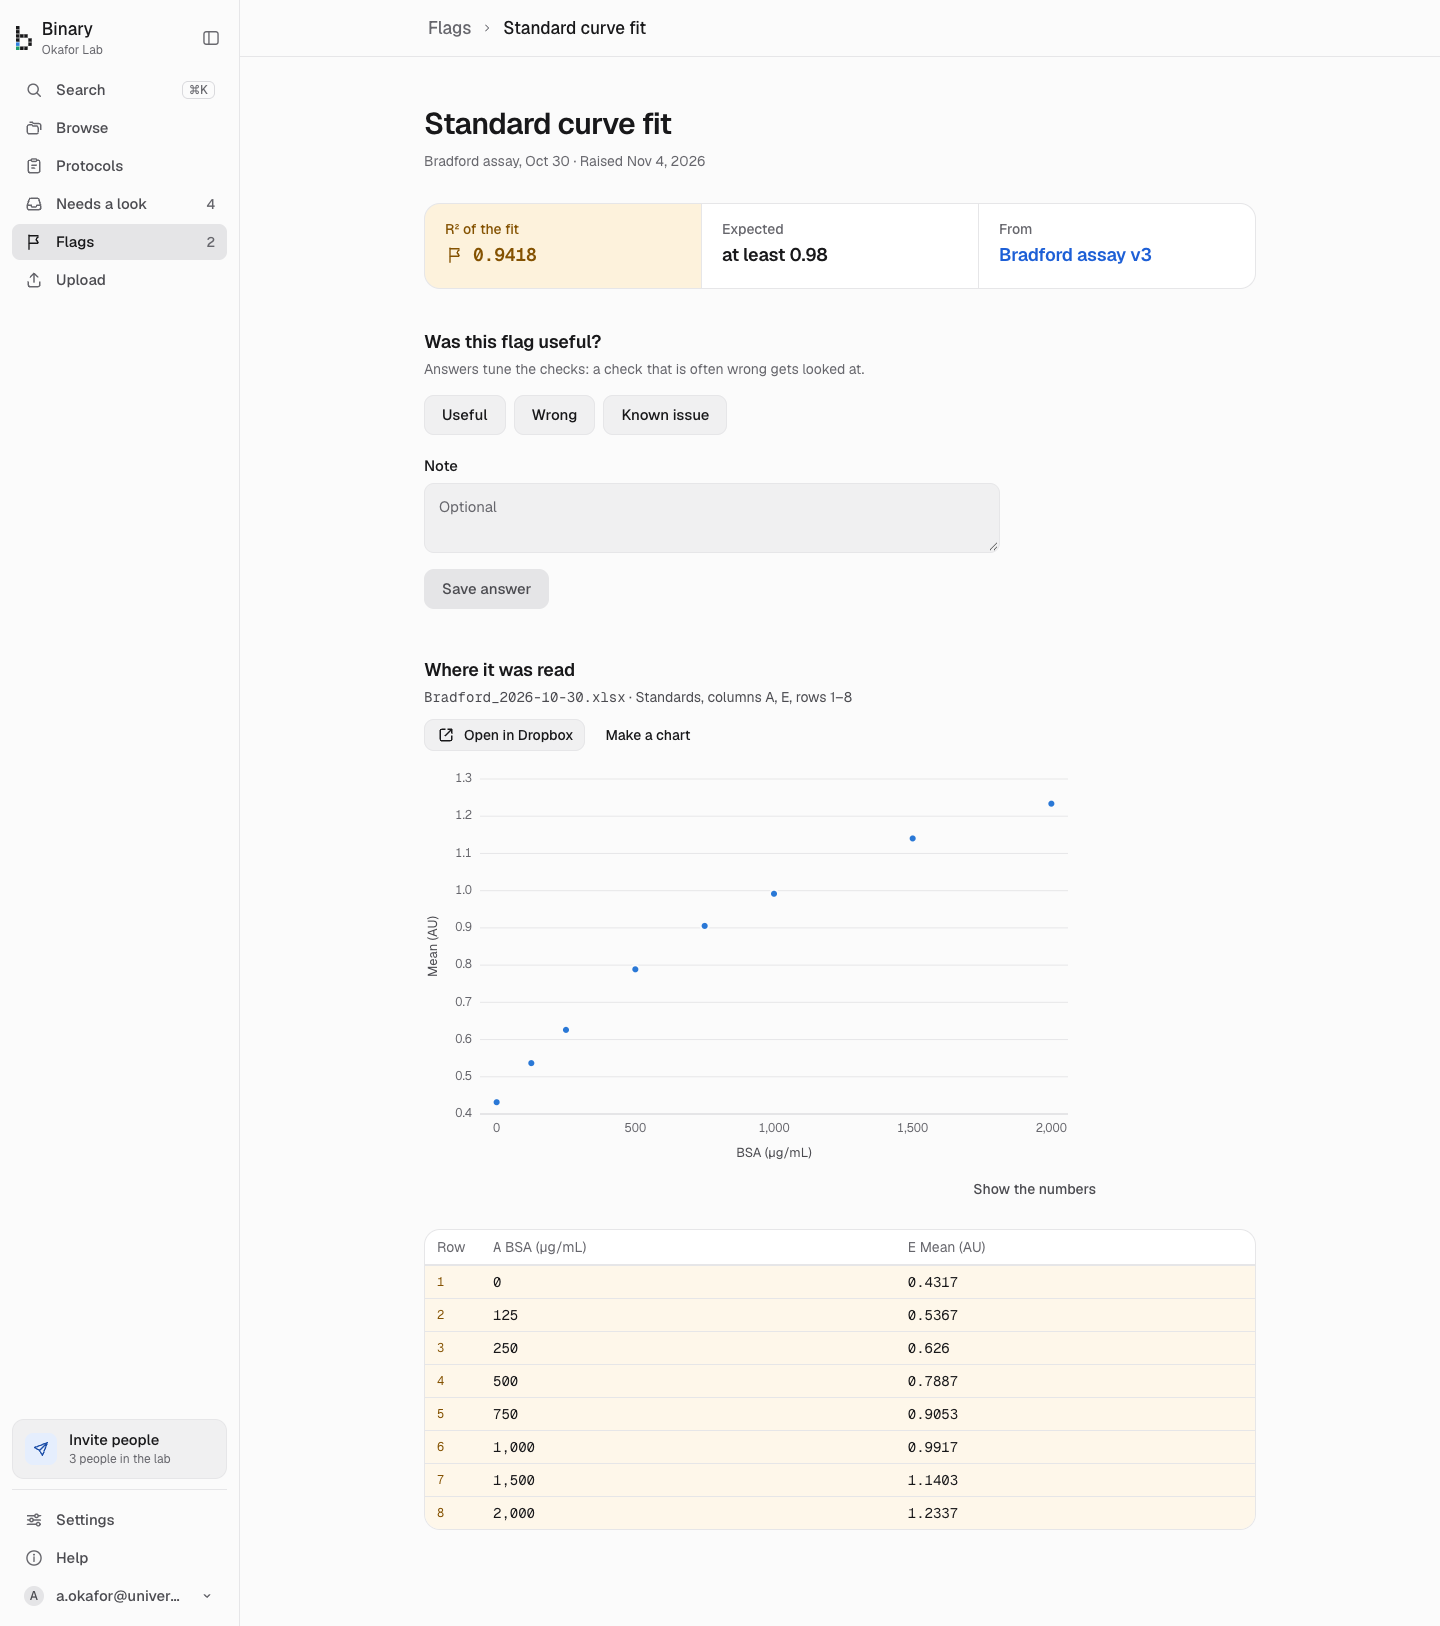 Binary
Okafor Lab
Search ⌘K
Browse
Protocols
Needs a look 4
Flags 2
Upload
Invite people
3 people in the lab
Settings
Help
A a.okafor@univer...
Flags › Standard curve fit
Standard curve fit
Bradford assay, Oct 30 · Raised Nov 4, 2026
R² of the fit
0.9418
Expected
at least 0.98
From
Bradford assay v3
Was this flag useful?
Answers tune the checks: a check that is often wrong gets looked at.
Useful Wrong Known issue
Note
Optional
Save answer
Where it was read
Bradford_2026-10-30.xlsx · Standards, columns A, E, rows 1–8
Open in Dropbox Make a chart
Mean (AU)
1.3
1.2
1.1
1.0
0.9
0.8
0.7
0.6
0.5
0.4
0 500 1,000 1,500 2,000
BSA (µg/mL)
Show the numbers
Row A BSA (µg/mL) E Mean (AU)
1 0 0.4317
2 125 0.5367
3 250 0.626
4 500 0.7887
5 750 0.9053
6 1,000 0.9917
7 1,500 1.1403
8 2,000 1.2337